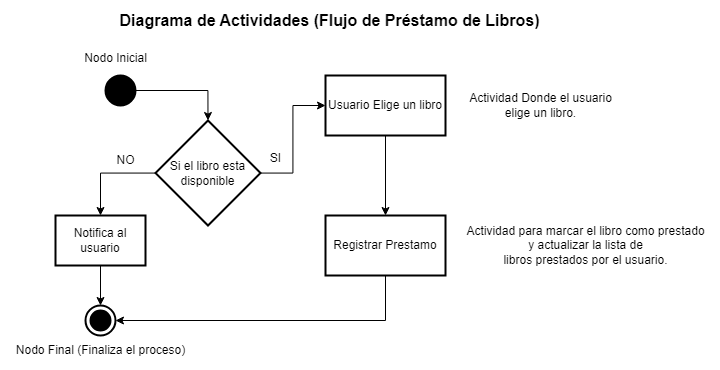 Diagrama de Actividades (Flujo de Préstamo de Libros)
Nodo Inicial
Usuario Elige un libro
Actividad Donde el usuario
elige un libro.
NO
Si el libro esta
disponible
SI
Notifica al
usuario
Registrar Prestamo
Actividad para marcar el libro como prestado
y actualizar la lista de
libros prestados por el usuario.
Nodo Final (Finaliza el proceso)